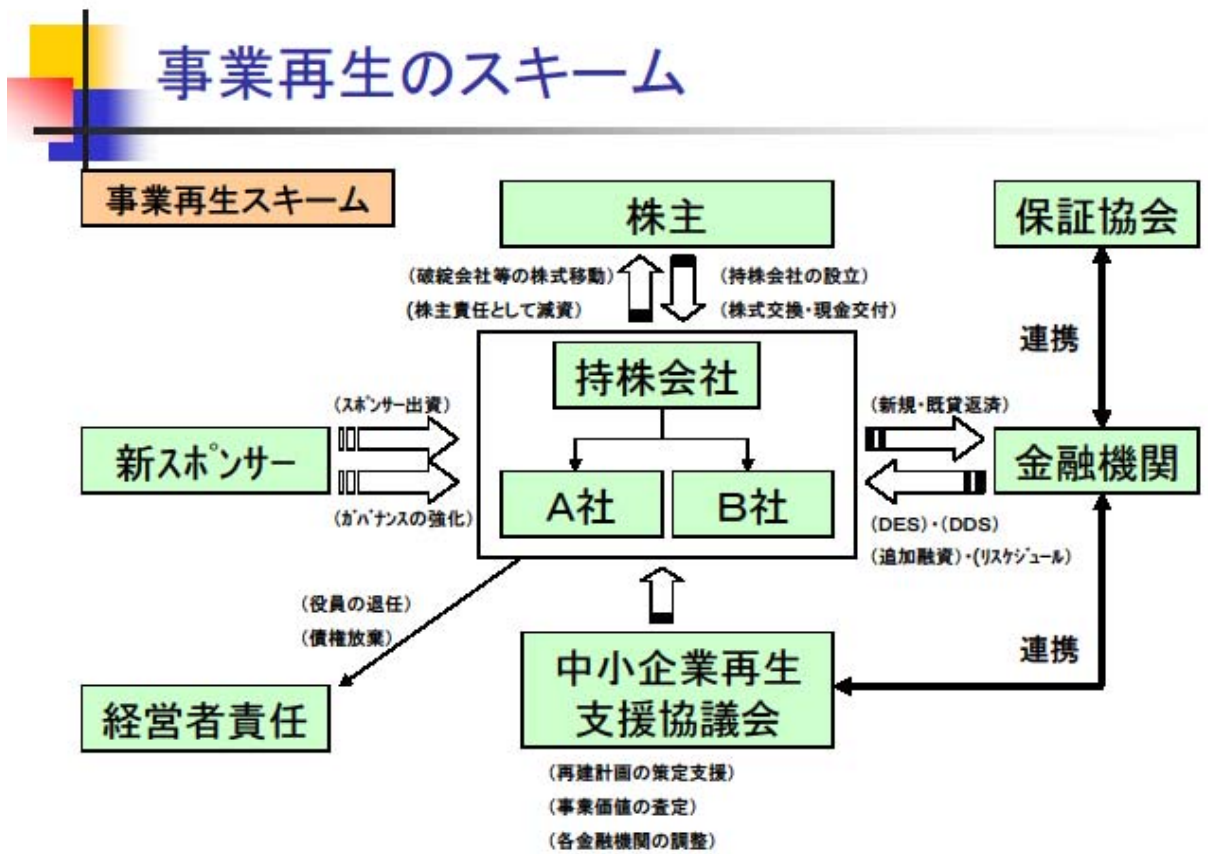 事業再生のスキーム
事業再生スキーム
株主
保証協会
(破綻会社等の株式移動)
(株主責任として減資)
(持株会社の設立)
(株式交換・現金交付)
連携
持株会社
(スポンサー出資)
(新規・既貸返済)
新スポンサー
金融機関
A社
B社
(ガバナンスの強化)
(DES)・(DDS)
(追加融資)・(リスケジュール)
(役員の退任)
(債権放棄)
連携
中小企業再生
支援協議会
経営者責任
(再建計画の策定支援)
(事業価値の査定)
(各金融機関の調整)